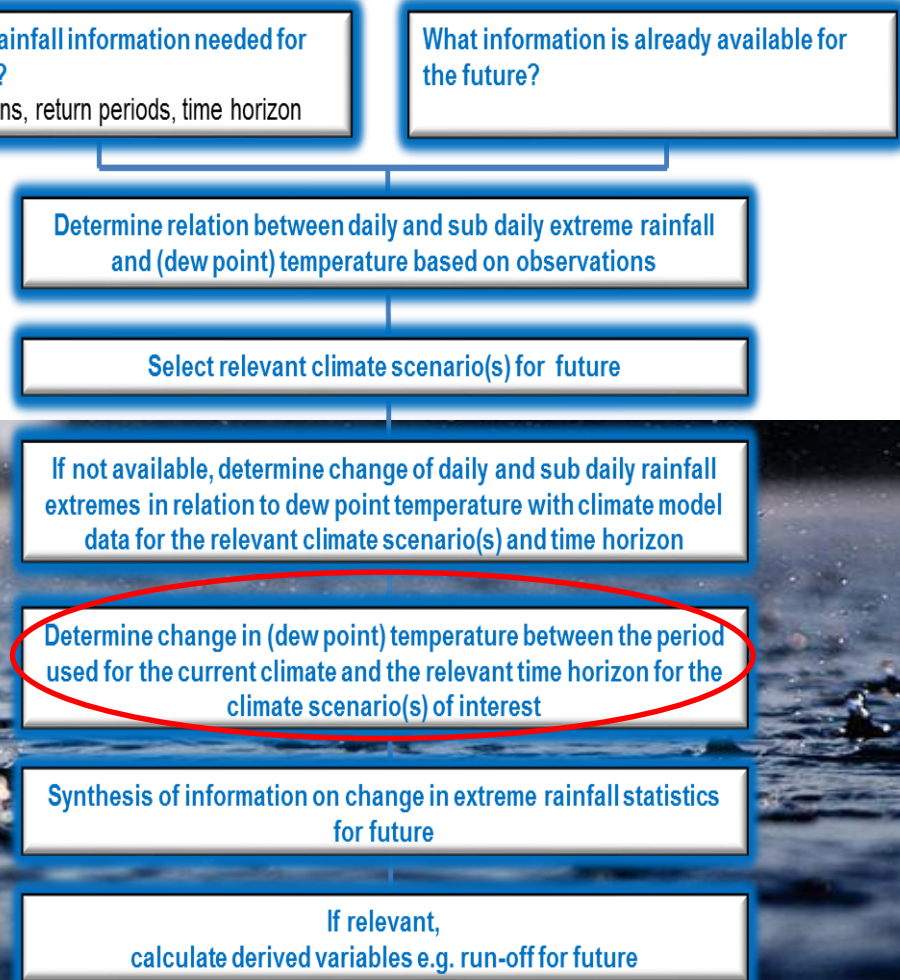 ainfall information needed for
?
ns, return periods, time horizon
What information is already available for
the future?
Determine relation between daily and sub daily extreme rainfall
and (dew point) temperature based on observations
Select relevant climate scenario(s) for future
If not available, determine change of daily and sub daily rainfall
extremes in relation to dew point temperature with climate model
data for the relevant climate scenario(s) and time horizon
Determine change in (dew point) temperature between the period
used for the current climate and the relevant time horizon for the
climate scenario(s) of interest
Synthesis of information on change in extreme rainfall statistics
for future
If relevant,
calculate derived variables e.g. run-off for future